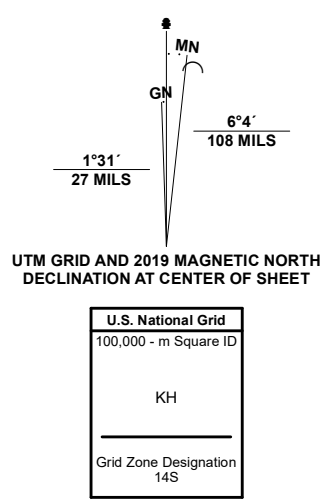 MN
GN
6°4´
108 MILS
1°31´
27 MILS
UTM GRID AND 2019 MAGNETIC NORTH
DECLINATION AT CENTER OF SHEET
U.S. National Grid
100,000 - m Square ID
KH
Grid Zone Designation
14S